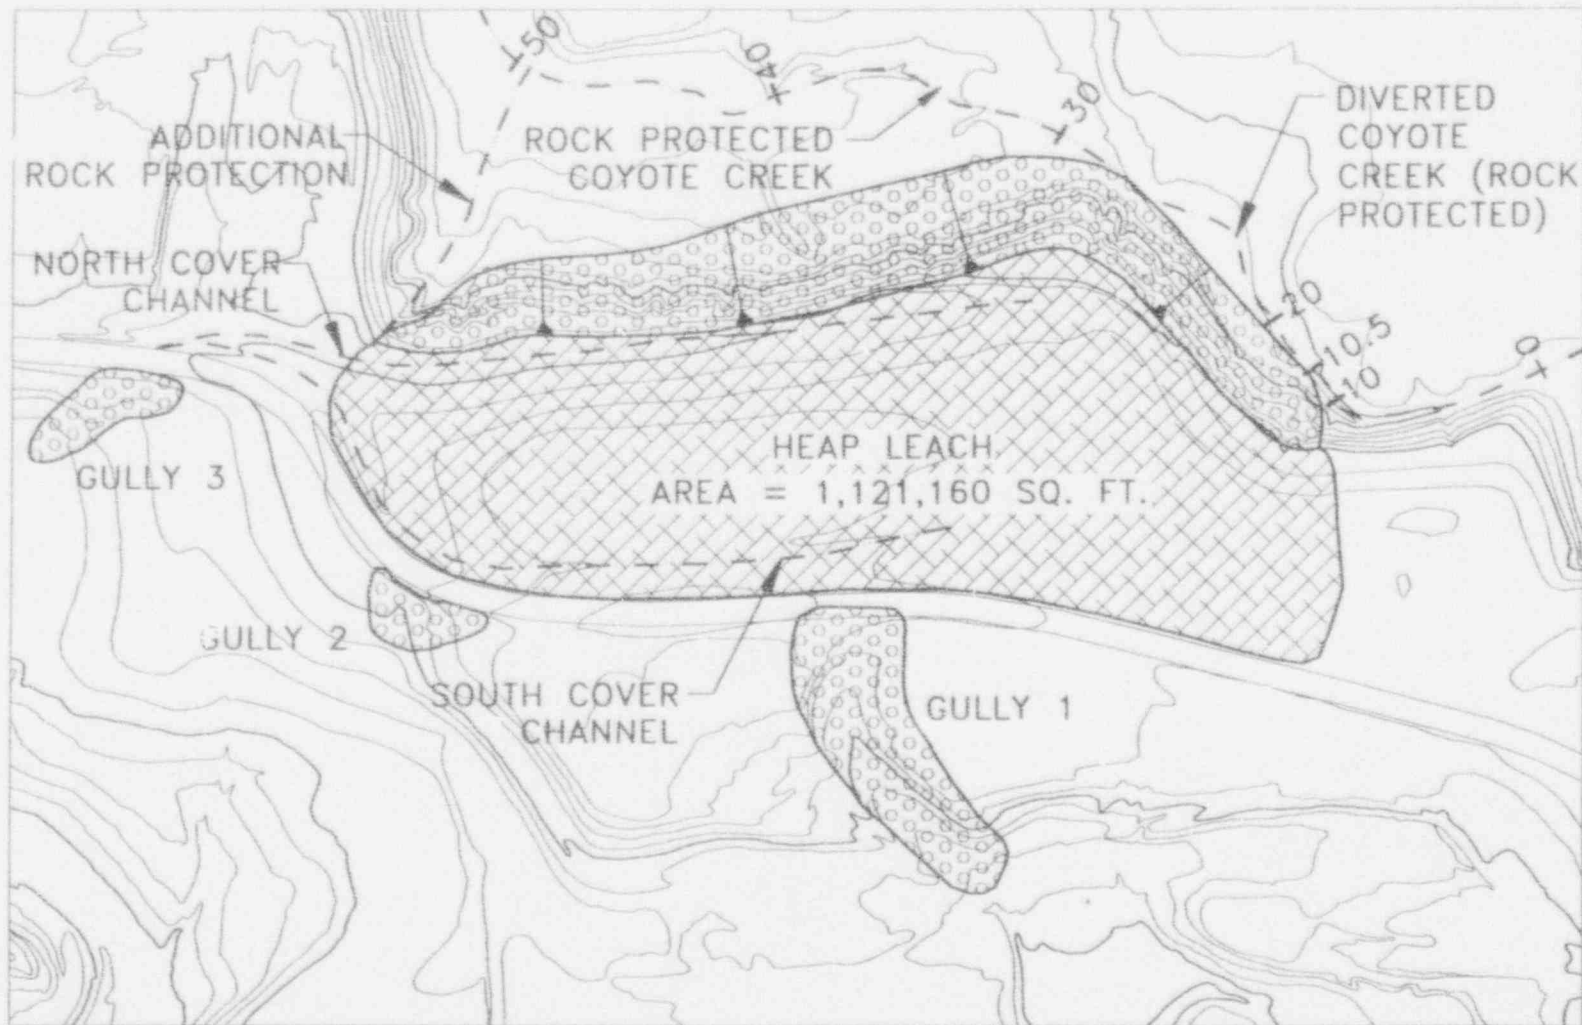 50
40
30
ADDITIONAL
ROCK PROTECTION
ROCK PROTECTED
COYOTE CREEK
DIVERTED
COYOTE
CREEK (ROCK
PROTECTED)
NORTH COVER
CHANNEL
20
10.5
10
0
GULLY 3
HEAP LEACH
AREA = 1,121,160 SQ. FT.
GULLY 2
SOUTH COVER
CHANNEL
GULLY 1